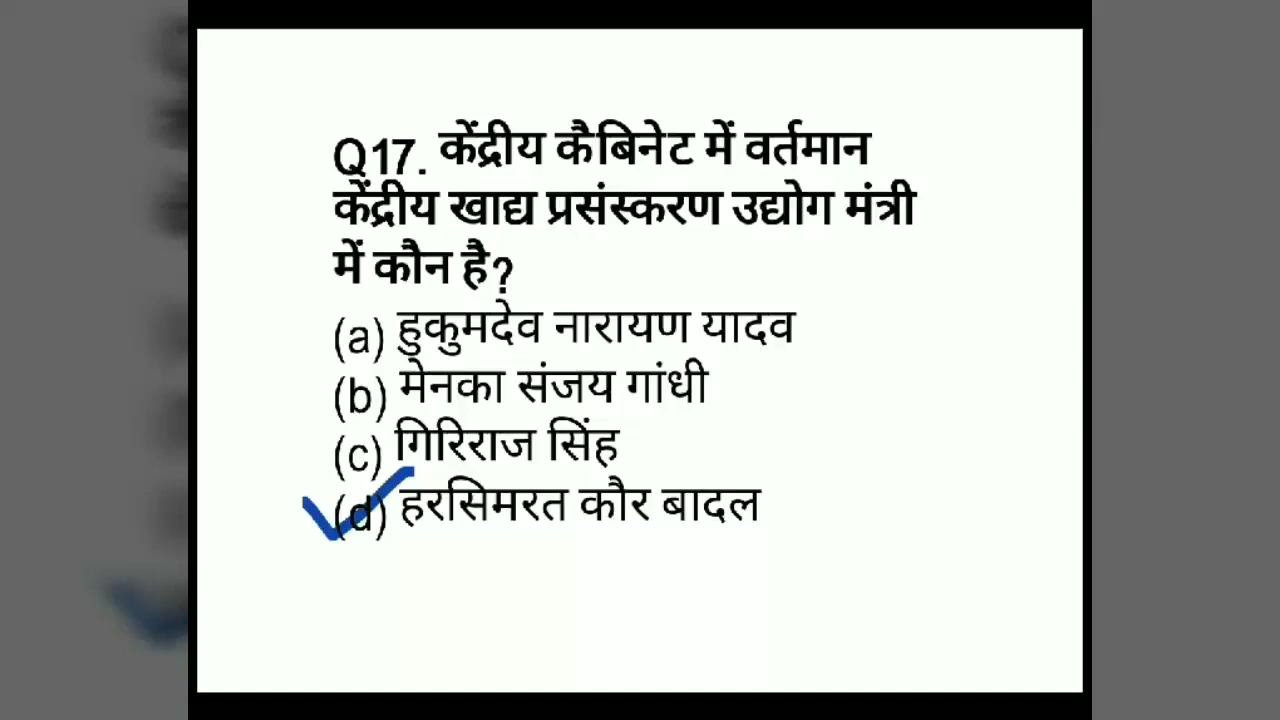 Q17. केंद्रीय कैबिनेट में वर्तमान
केंद्रीय खाद्य प्रसंस्करण उद्योग मंत्री
में कौन है?
(a) हुकुमदेव नारायण यादव
(b) मेनका संजय गांधी
(c) गिरिराज सिंह
(d) हरसिमरत कौर बादल